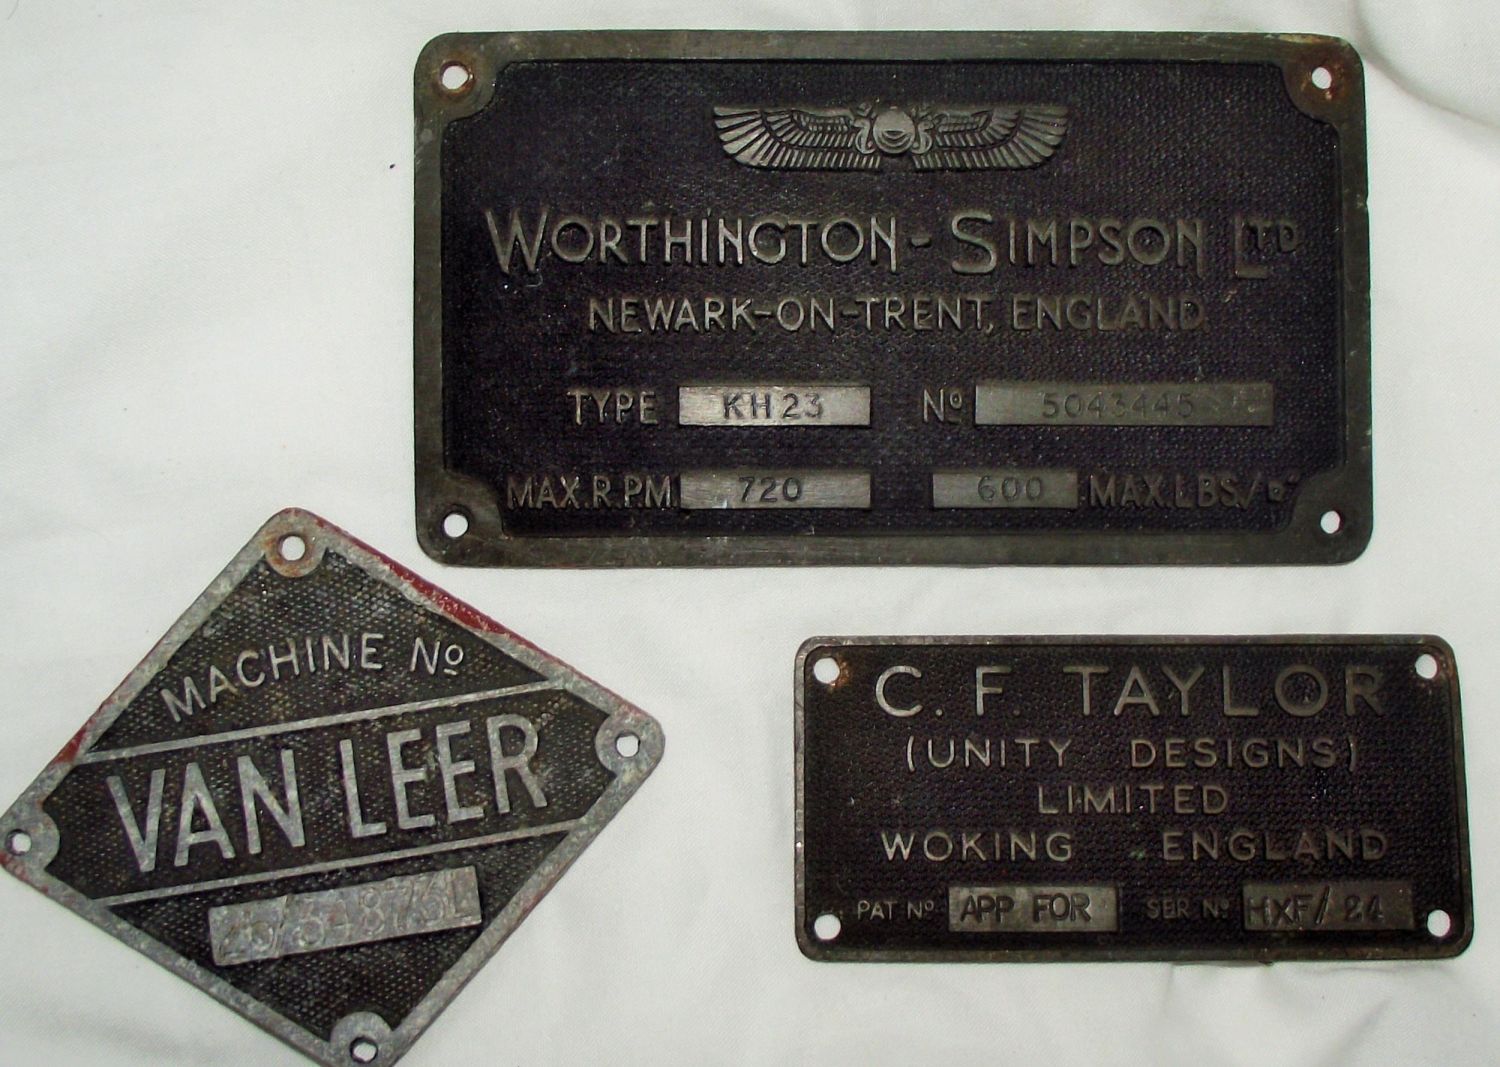 WORTHINGTON-SIMPSON LTD
NEWARK-ON-TRENT, ENGLAND
TYPE KH23 No 5043445
MAX.R.P.M. 720 600 MAX.LBS/□"
MACHINE No
VAN LEER
C. F. TAYLOR
(UNITY DESIGNS)
LIMITED
WOKING ENGLAND
PAT No APP FOR SER No HXF/24